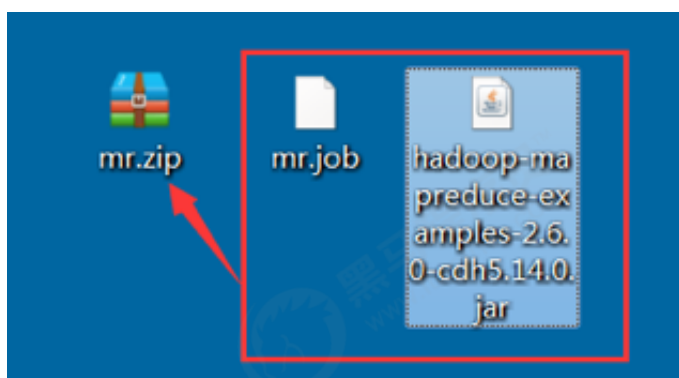 mr.zip
mr.job
hadoop-ma
preduce-ex
amples-2.6.
0-cdh5.14.0.
jar